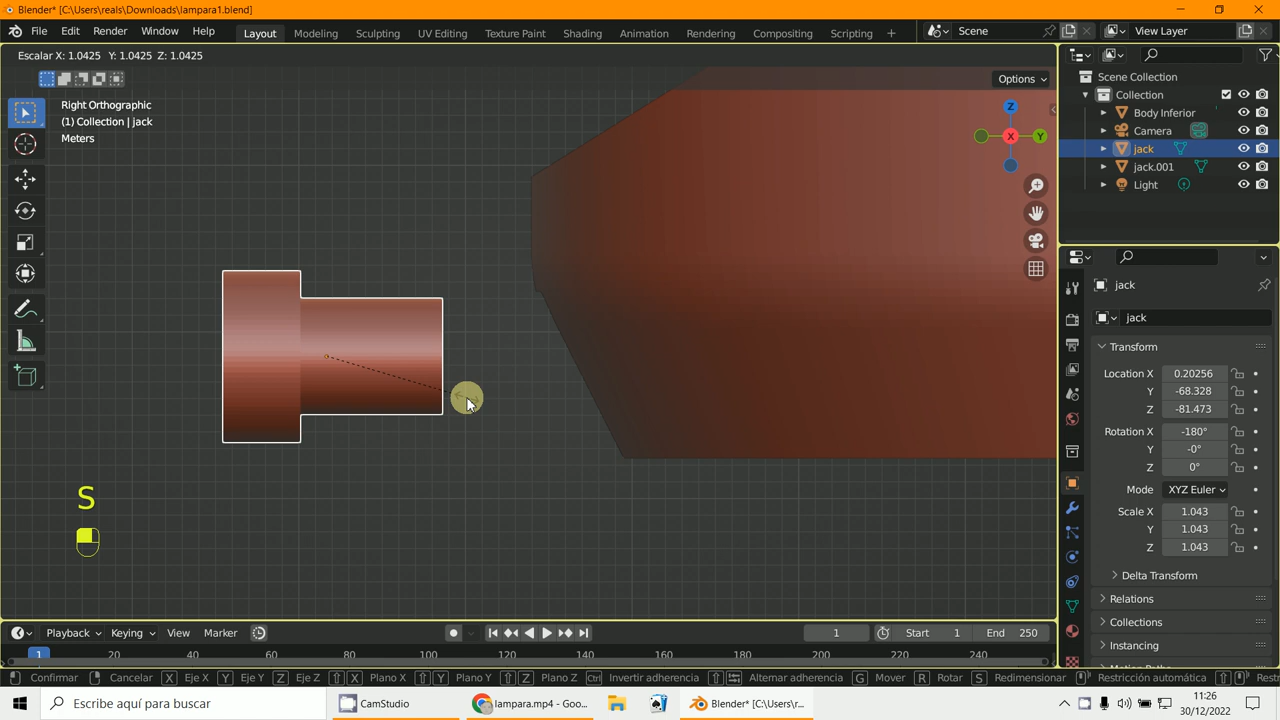 Blender* [C:\Users\reals\Downloads\lampara1.blend]
File Edit Render Window Help
Layout Modeling Sculpting UV Editing Texture Paint Shading Animation Rendering Compositing Scripting +
Scene
View Layer
Escalar X: 1.0425 Y: 1.0425 Z: 1.0425
Options
Right Orthographic
(1) Collection | jack
Meters
Z
Y
X
S
Scene Collection
Collection
Body Inferior
Camera
jack
jack.001
Light
jack
jack
Transform
Location X 0.20256
Y -68.328
Z -81.473
Rotation X -180°
Y -0°
Z 0°
Mode XYZ Euler
Scale X 1.043
Y 1.043
Z 1.043
Delta Transform
Relations
Collections
Instancing
Playback Keying View Marker
1 Start 1 End 250
1 20 40 60 80 100 120 140 160 180 200 220 240
Confirmar Cancelar X Eje X Y Eje Y Z Eje Z X Plano X Y Plano Y Z Plano Z Ctrl Invertir adherencia Alternar adherencia G Mover R Rotar S Redimensionar Restricción automática
Escribe aquí para buscar
CamStudio
lampara.mp4 - Goo...
Blender* [C:\Users\r...
11:26
30/12/2022